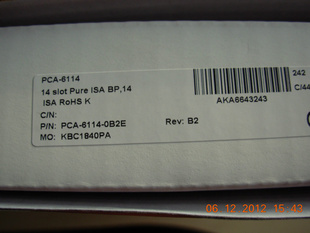 PCA-6114
14 slot Pure ISA BP,14
ISA RoHS K
C/N:
P/N: PCA-6114-0B2E
Rev: B2
MO: KBC1840PA
AKA6643243
242
C/44
06 12 2012 15 43